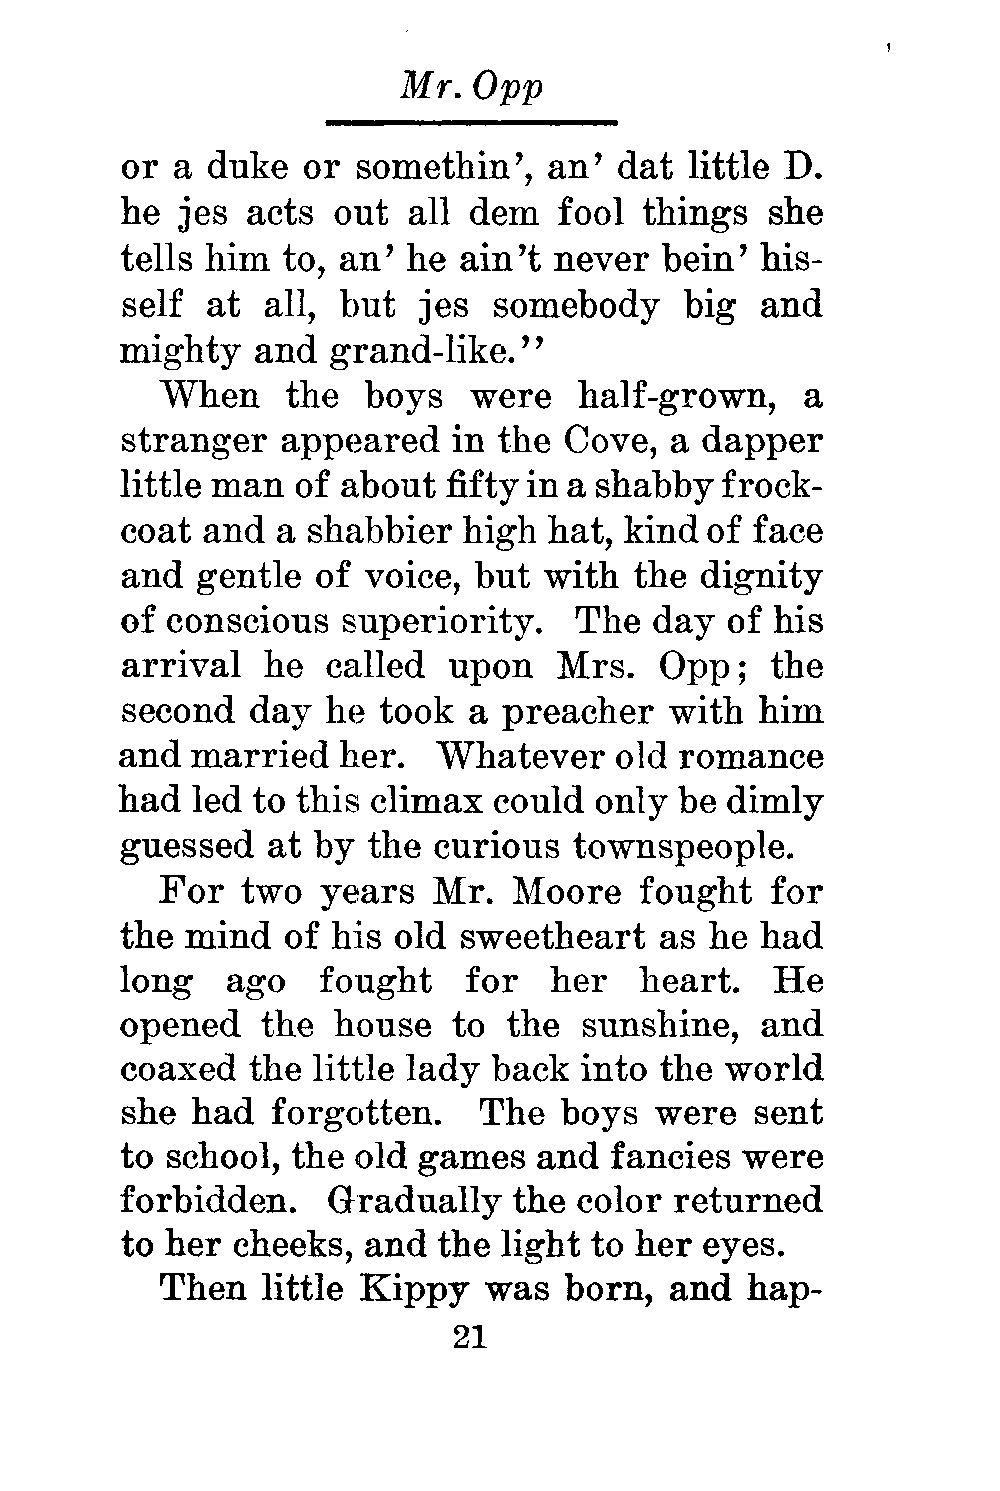 Mr. Opp
or a duke or somethin', an' dat little D.
he jes acts out all dem fool things she
tells him to, an' he ain't never bein' his-
self at all, but jes somebody big and
mighty and grand-like."
When the boys were half-grown, a
stranger appeared in the Cove, a dapper
little man of about fifty in a shabby frock-
coat and a shabbier high hat, kind of face
and gentle of voice, but with the dignity
of conscious superiority. The day of his
arrival he called upon Mrs. Opp; the
second day he took a preacher with him
and married her. Whatever old romance
had led to this climax could only be dimly
guessed at by the curious townspeople.
For two years Mr. Moore fought for
the mind of his old sweetheart as he had
long ago fought for her heart. He
opened the house to the sunshine, and
coaxed the little lady back into the world
she had forgotten. The boys were sent
to school, the old games and fancies were
forbidden. Gradually the color returned
to her cheeks, and the light to her eyes.
Then little Kippy was born, and hap-
21